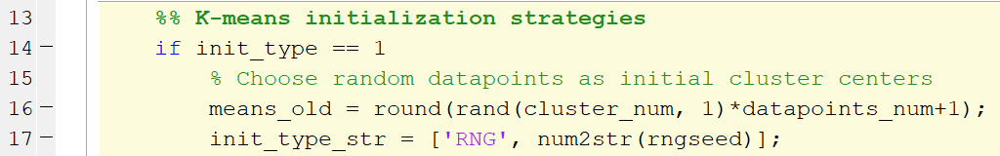 13 %% K-means initialization strategies
14 – if init_type == 1
15 % Choose random datapoints as initial cluster centers
16 – means_old = round(rand(cluster_num, 1)*datapoints_num+1);
17 – init_type_str = ['RNG', num2str(rngseed)];